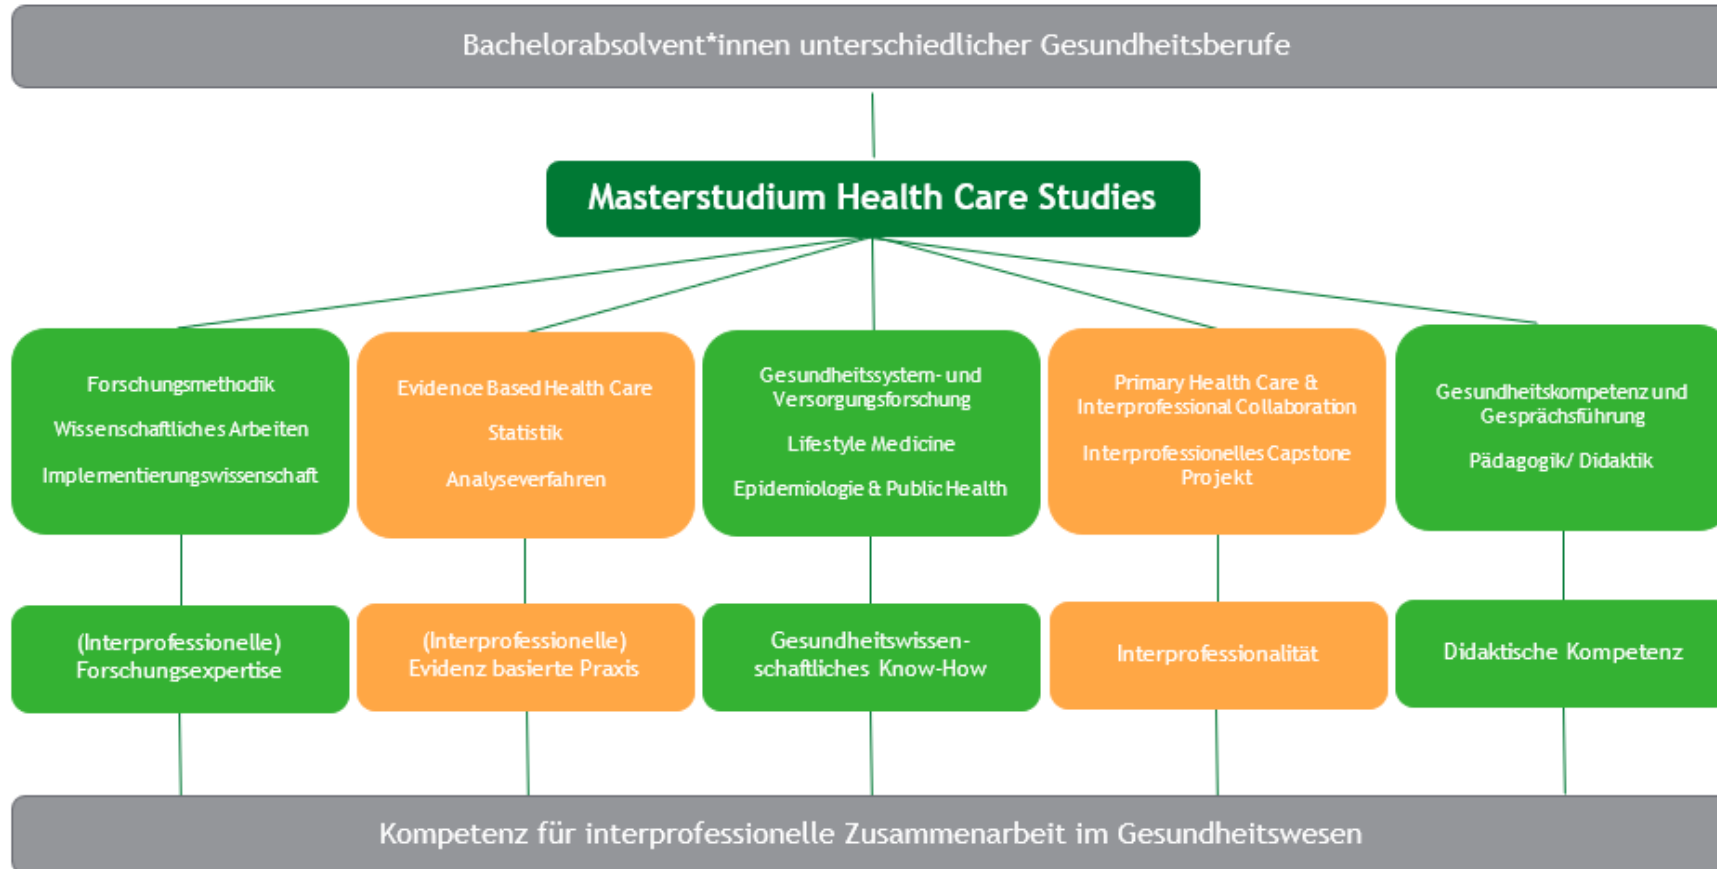 Bachelorabsolvent*innen unterschiedlicher Gesundheitsberufe
Masterstudium Health Care Studies
Forschungsmethodik
Wissenschaftliches Arbeiten
Implementierungswissenschaft
Evidence Based Health Care
Statistik
Analyseverfahren
Gesundheitssystem- und
Versorgungsforschung
Lifestyle Medicine
Epidemiologie & Public Health
Primary Health Care &
Interprofessional Collaboration
Interprofessionelles Capstone
Projekt
Gesundheitskompetenz und
Gesprächsführung
Pädagogik/ Didaktik
(Interprofessionelle)
Forschungsexpertise
(Interprofessionelle)
Evidenz basierte Praxis
Gesundheitswissen-
schaftliches Know-How
Interprofessionalität
Didaktische Kompetenz
Kompetenz für interprofessionelle Zusammenarbeit im Gesundheitswesen